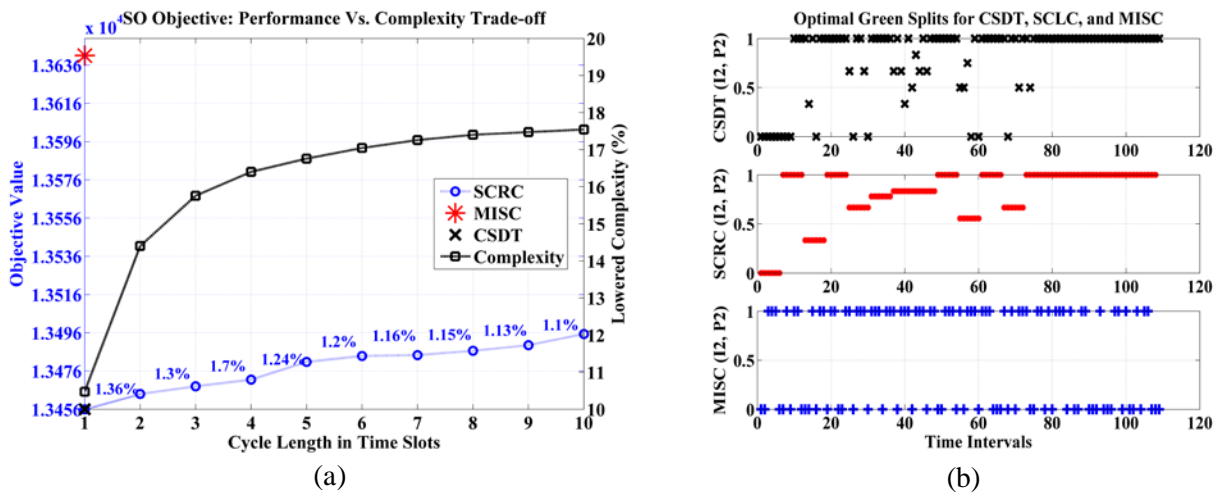 SO Objective: Performance Vs. Complexity Trade-off
x 10⁴
1.3636
1.3616
1.3596
1.3576
1.3556
1.3536
1.3516
1.3496
1.3476
1.3456
Objective Value
20
19
18
17
16
15
14
13
12
11
10
Lowered Complexity (%)
SCRC
MISC
CSDT
Complexity
1.36%
1.3%
1.7%
1.24%
1.2%
1.16%
1.15%
1.13%
1.1%
1 2 3 4 5 6 7 8 9 10
Cycle Length in Time Slots
(a)
Optimal Green Splits for CSDT, SCLC, and MISC
CSDT (I2, P2)
1
0.5
0
0 20 40 60 80 100 120
SCRC (I2, P2)
1
0.5
0
0 20 40 60 80 100 120
MISC (I2, P2)
1
0.5
0
0 20 40 60 80 100 120
Time Intervals
(b)